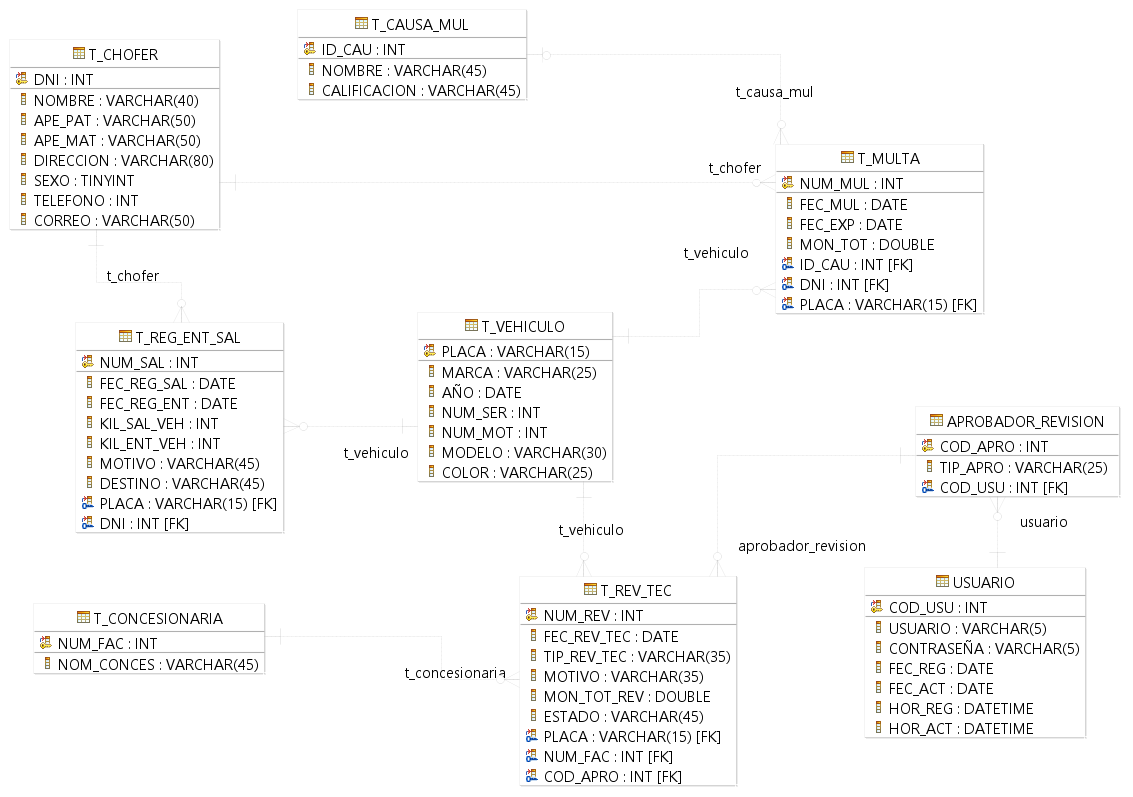 T_CAUSA_MUL
ID_CAU : INT
NOMBRE : VARCHAR(45)
CALIFICACION : VARCHAR(45)
T_CHOFER
DNI : INT
NOMBRE : VARCHAR(40)
APE_PAT : VARCHAR(50)
APE_MAT : VARCHAR(50)
DIRECCION : VARCHAR(80)
SEXO : TINYINT
TELEFONO : INT
CORREO : VARCHAR(50)
t_causa_mul
t_chofer
T_MULTA
NUM_MUL : INT
FEC_MUL : DATE
FEC_EXP : DATE
MON_TOT : DOUBLE
ID_CAU : INT [FK]
DNI : INT [FK]
PLACA : VARCHAR(15) [FK]
t_vehiculo
t_chofer
T_REG_ENT_SAL
NUM_SAL : INT
FEC_REG_SAL : DATE
FEC_REG_ENT : DATE
KIL_SAL_VEH : INT
KIL_ENT_VEH : INT
MOTIVO : VARCHAR(45)
DESTINO : VARCHAR(45)
PLACA : VARCHAR(15) [FK]
DNI : INT [FK]
t_vehiculo
T_VEHICULO
PLACA : VARCHAR(15)
MARCA : VARCHAR(25)
AÑO : DATE
NUM_SER : INT
NUM_MOT : INT
MODELO : VARCHAR(30)
COLOR : VARCHAR(25)
t_vehiculo
APROBADOR_REVISION
COD_APRO : INT
TIP_APRO : VARCHAR(25)
COD_USU : INT [FK]
usuario
aprobador_revision
USUARIO
COD_USU : INT
USUARIO : VARCHAR(5)
CONTRASEÑA : VARCHAR(5)
FEC_REG : DATE
FEC_ACT : DATE
HOR_REG : DATETIME
HOR_ACT : DATETIME
T_CONCESIONARIA
NUM_FAC : INT
NOM_CONCES : VARCHAR(45)
t_concesionaria
T_REV_TEC
NUM_REV : INT
FEC_REV_TEC : DATE
TIP_REV_TEC : VARCHAR(35)
MOTIVO : VARCHAR(35)
MON_TOT_REV : DOUBLE
ESTADO : VARCHAR(45)
PLACA : VARCHAR(15) [FK]
NUM_FAC : INT [FK]
COD_APRO : INT [FK]